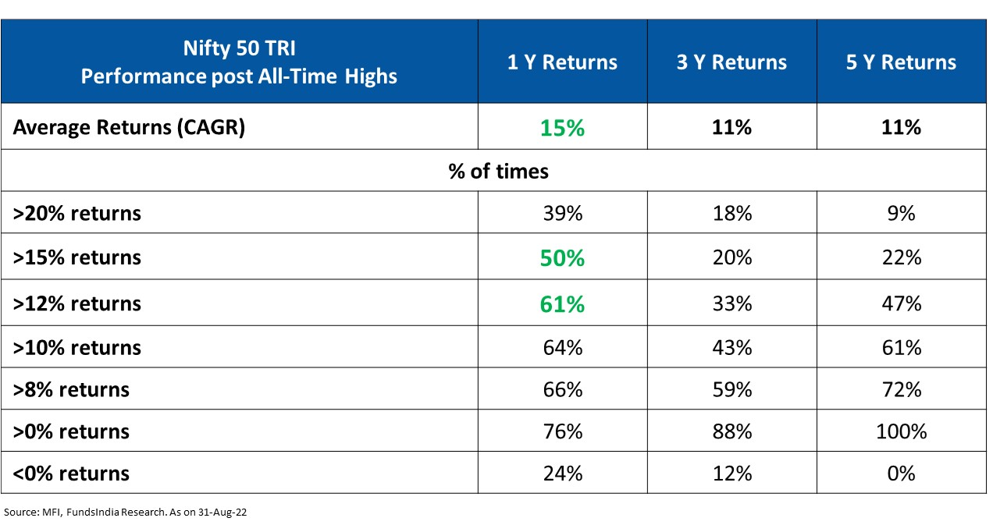 Nifty 50 TRI
Performance post All-Time Highs
1 Y Returns
3 Y Returns
5 Y Returns
Average Returns (CAGR) 15% 11% 11%
% of times
>20% returns 39% 18% 9%
>15% returns 50% 20% 22%
>12% returns 61% 33% 47%
>10% returns 64% 43% 61%
>8% returns 66% 59% 72%
>0% returns 76% 88% 100%
<0% returns 24% 12% 0%
Source: MFI, FundsIndia Research. As on 31-Aug-22